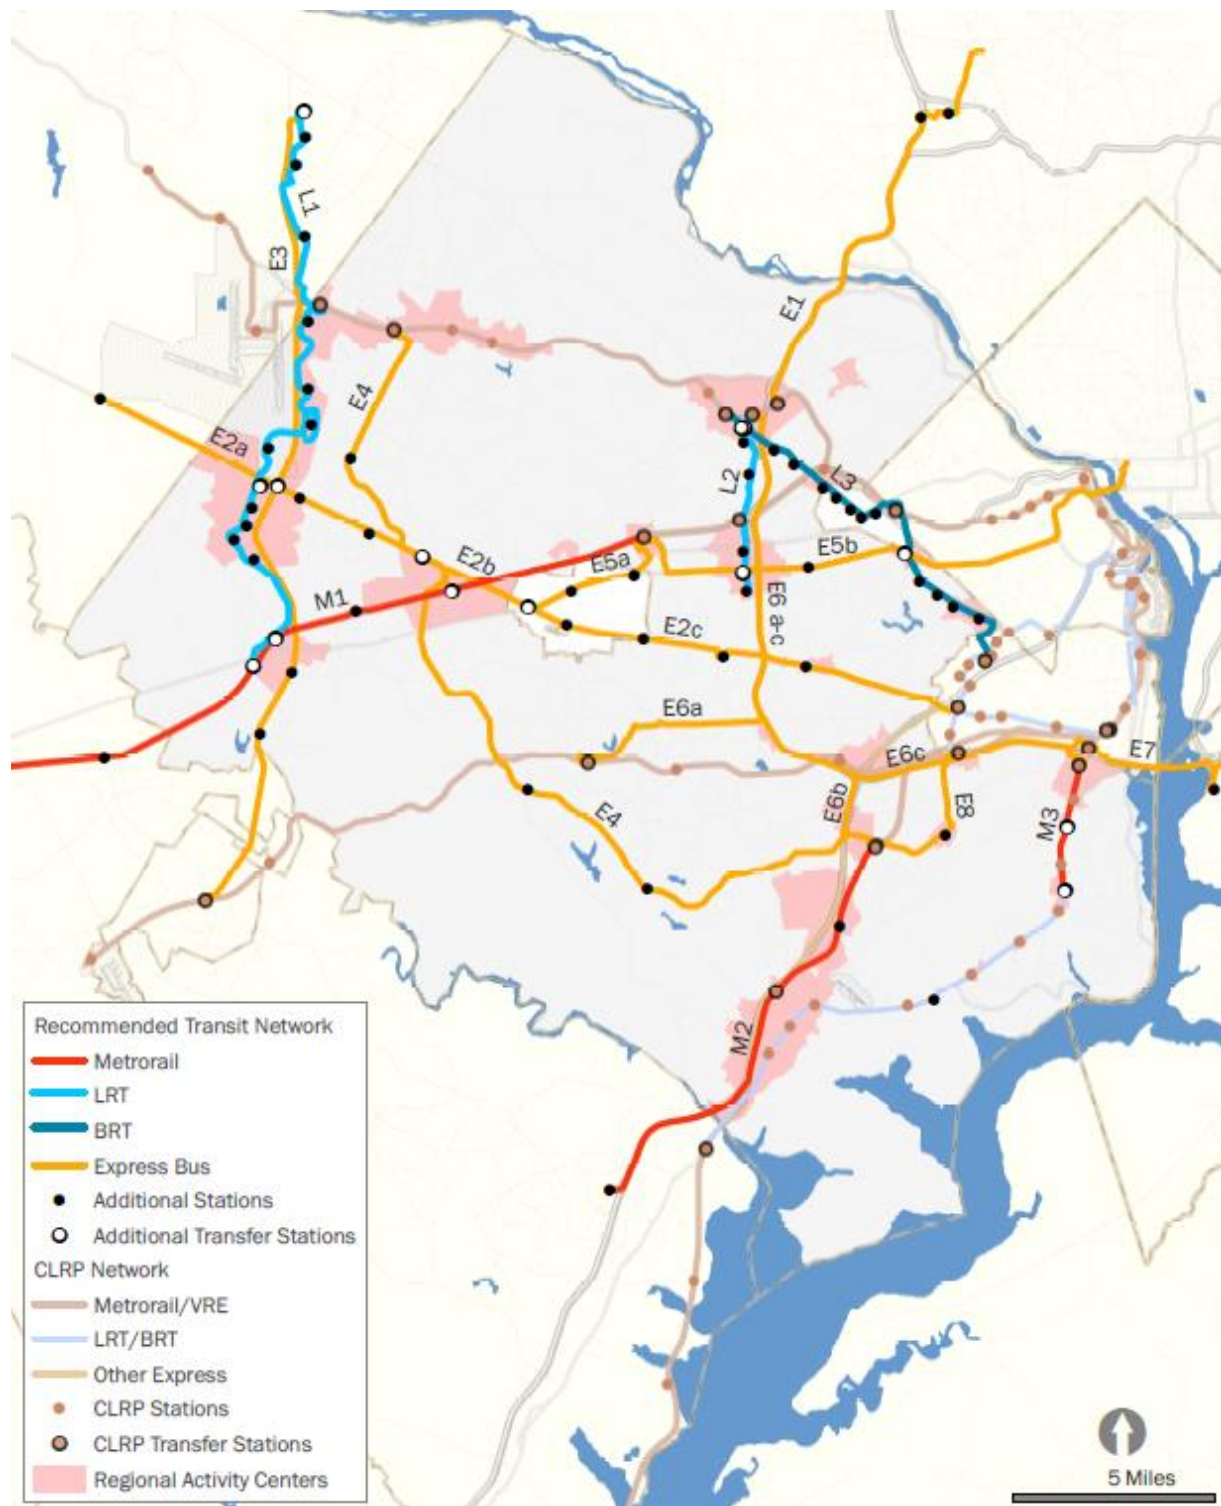 L1
E3
E1
E4
E2a
L2
L3
E2b
E5a
E5b
M1
E6 a-c
E2c
E6a
E6c
E7
E6b
E8
E4
M3
M2
Recommended Transit Network
Metrorail
LRT
BRT
Express Bus
Additional Stations
Additional Transfer Stations
CLRP Network
Metrorail/VRE
LRT/BRT
Other Express
CLRP Stations
CLRP Transfer Stations
Regional Activity Centers
5 Miles